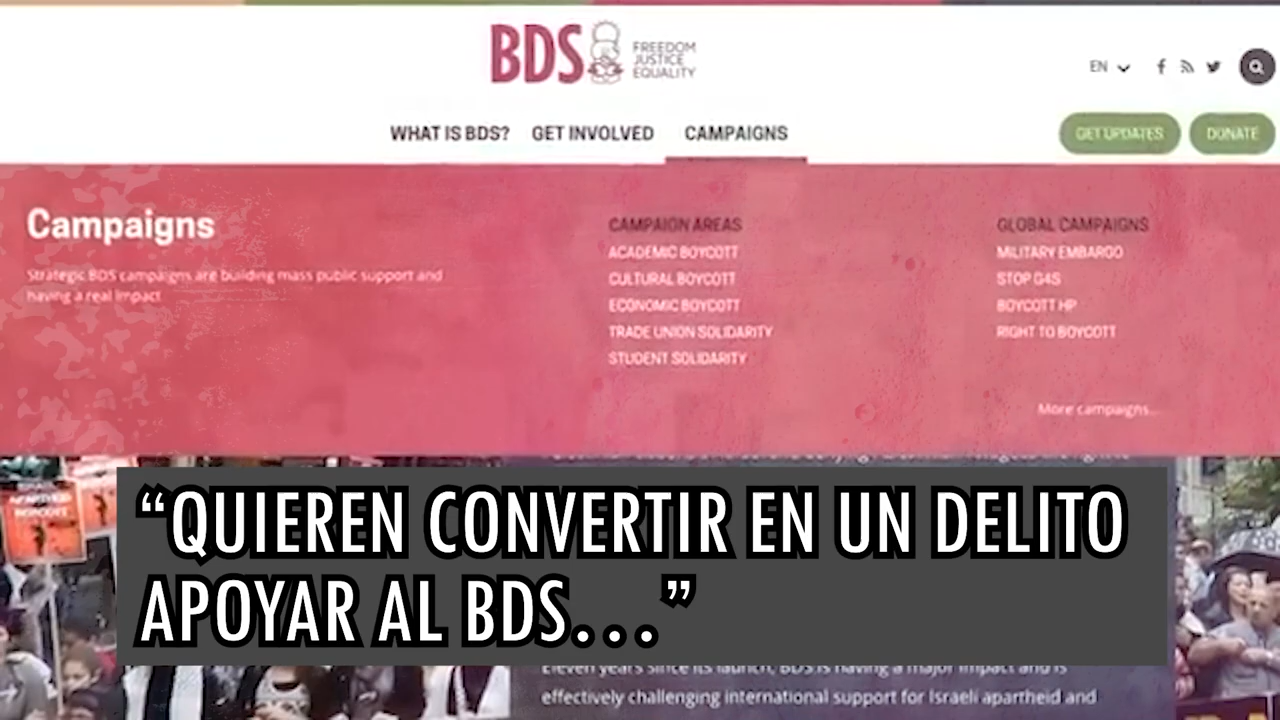 BDS
FREEDOM
JUSTICE
EQUALITY
EN
WHAT IS BDS?
GET INVOLVED
CAMPAIGNS
GET UPDATES
DONATE
Campaigns
Strategic BDS campaigns are building mass public support and
having a real impact
CAMPAIGN AREAS
ACADEMIC BOYCOTT
CULTURAL BOYCOTT
ECONOMIC BOYCOTT
TRADE UNION SOLIDARITY
STUDENT SOLIDARITY
GLOBAL CAMPAIGNS
MILITARY EMBARGO
STOP G4S
BOYCOTT HP
RIGHT TO BOYCOTT
More campaigns...
“QUIEREN CONVERTIR EN UN DELITO
APOYAR AL BDS...”
Eleven years since its launch, BDS is having a major impact and is
effectively challenging international support for Israeli apartheid and